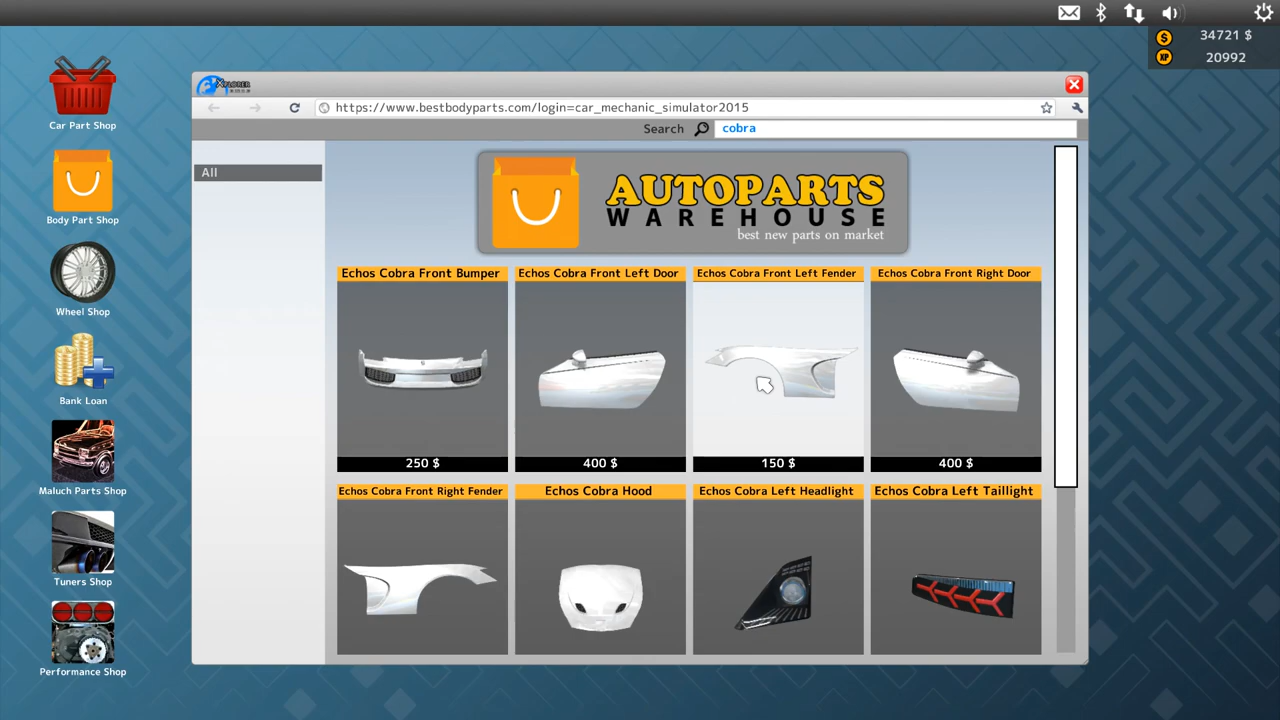 34721 $
20992
Car Part Shop
Body Part Shop
Wheel Shop
Bank Loan
Maluch Parts Shop
Tuners Shop
Performance Shop
XPLORER
https://www.bestbodyparts.com/login=car_mechanic_simulator2015
Search cobra
All
AUTOPARTS
WAREHOUSE
best new parts on market
Echos Cobra Front Bumper
250 $
Echos Cobra Front Left Door
400 $
Echos Cobra Front Left Fender
150 $
Echos Cobra Front Right Door
400 $
Echos Cobra Front Right Fender
Echos Cobra Hood
Echos Cobra Left Headlight
Echos Cobra Left Taillight